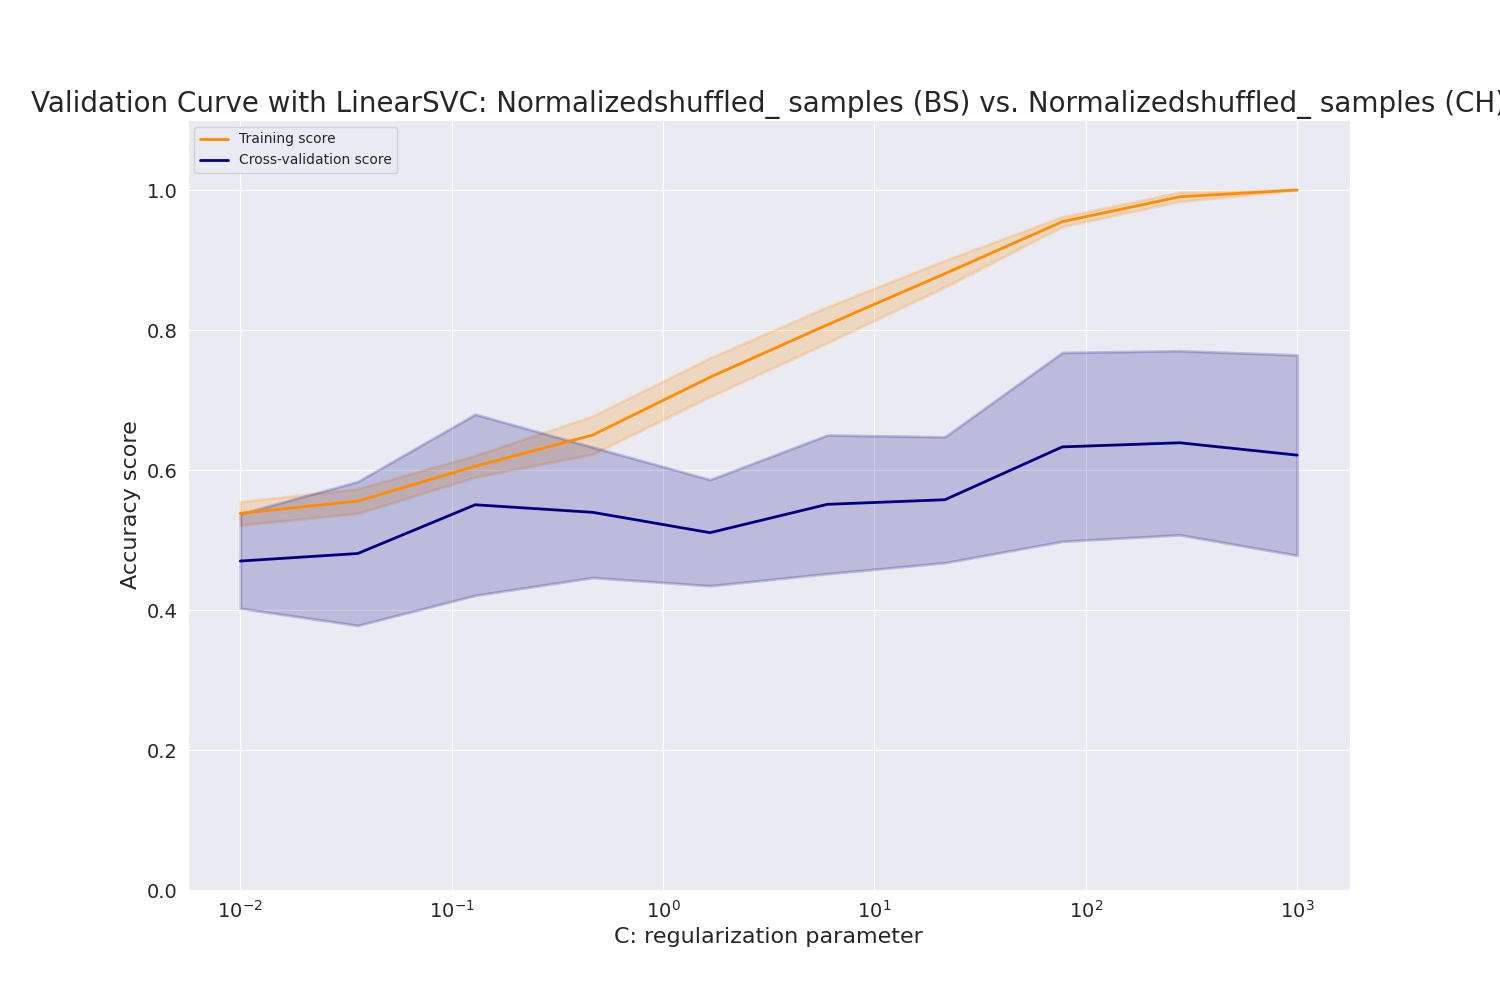 Validation Curve with LinearSVC: Normalizedshuffled_ samples (BS) vs. Normalizedshuffled_ samples (CH)
Training score
Cross-validation score
1.0
0.8
0.6
0.4
0.2
0.0
Accuracy score
10⁻² 10⁻¹ 10⁰ 10¹ 10² 10³
C: regularization parameter